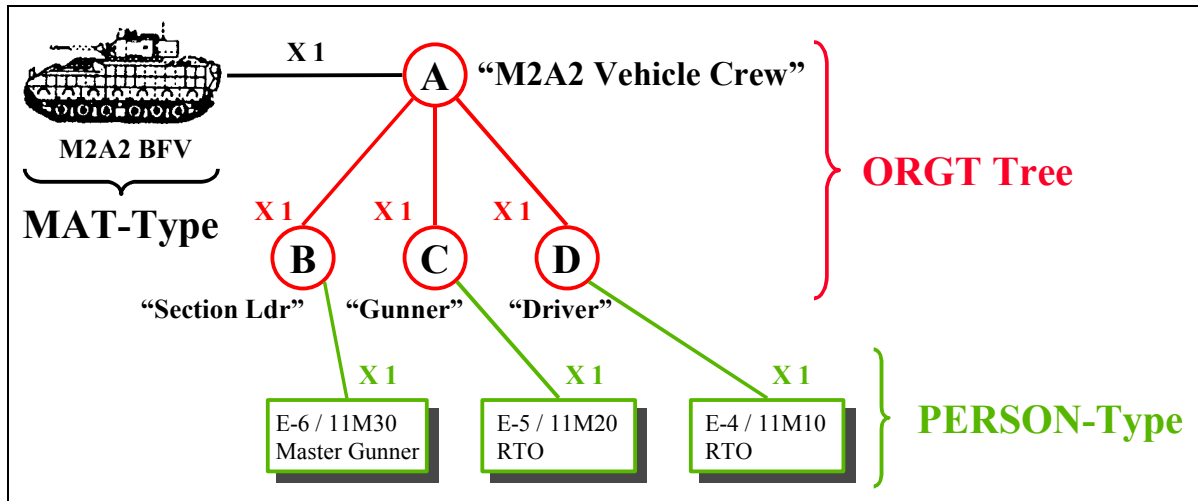 X 1
A
“M2A2 Vehicle Crew”
M2A2 BFV
MAT-Type
ORGT Tree
X 1
X 1
X 1
B
C
D
“Section Ldr”
“Gunner”
“Driver”
X 1
X 1
X 1
E-6 / 11M30
Master Gunner
E-5 / 11M20
RTO
E-4 / 11M10
RTO
PERSON-Type